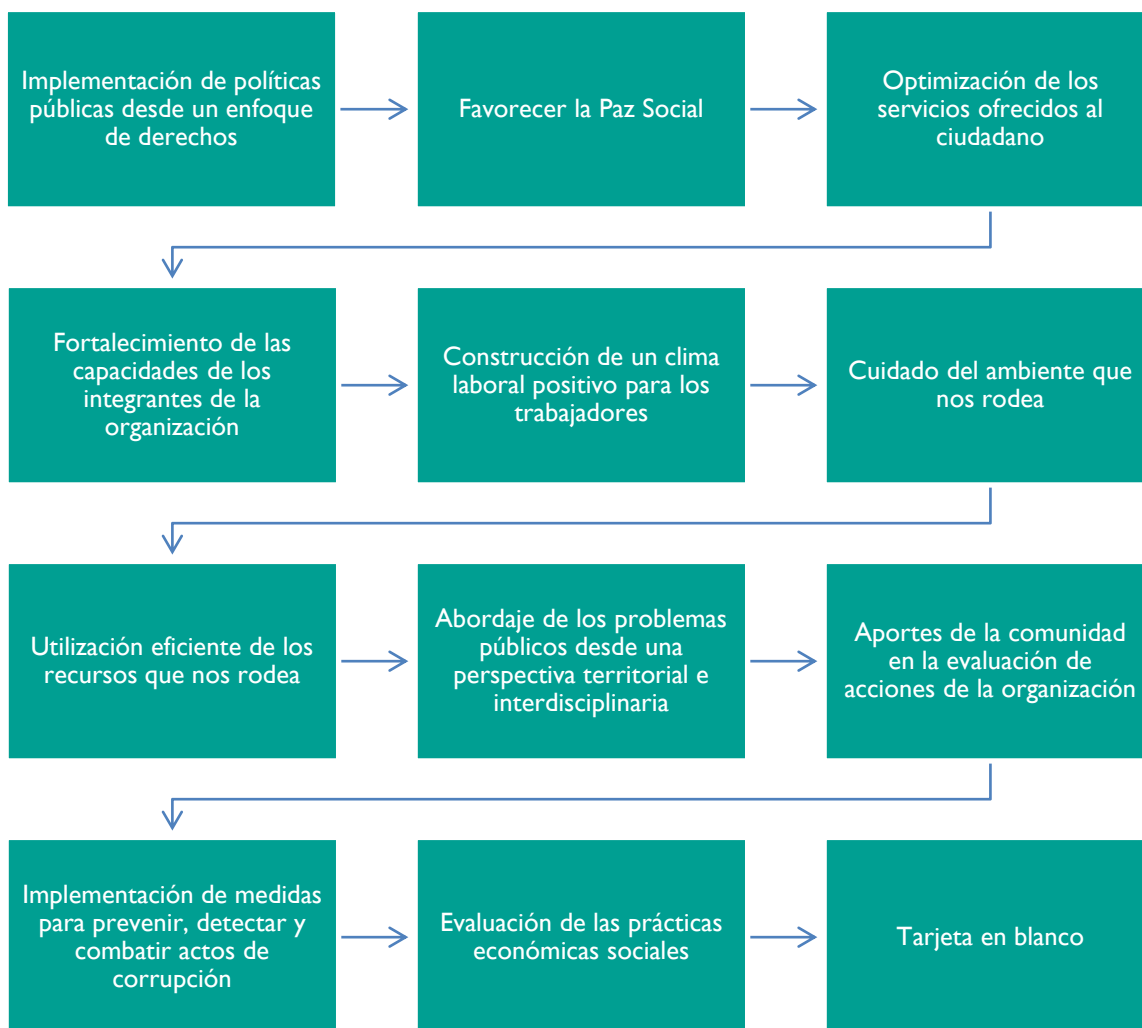 Implementación de políticas
públicas desde un enfoque
de derechos
Favorecer la Paz Social
Optimización de los
servicios ofrecidos al
ciudadano
Fortalecimiento de las
capacidades de los
integrantes de la
organización
Construcción de un clima
laboral positivo para los
trabajadores
Cuidado del ambiente que
nos rodea
Utilización eficiente de los
recursos que nos rodea
Abordaje de los problemas
públicos desde una
perspectiva territorial e
interdisciplinaria
Aportes de la comunidad
en la evaluación de
acciones de la organización
Implementación de medidas
para prevenir, detectar y
combatir actos de
corrupción
Evaluación de las prácticas
económicas sociales
Tarjeta en blanco